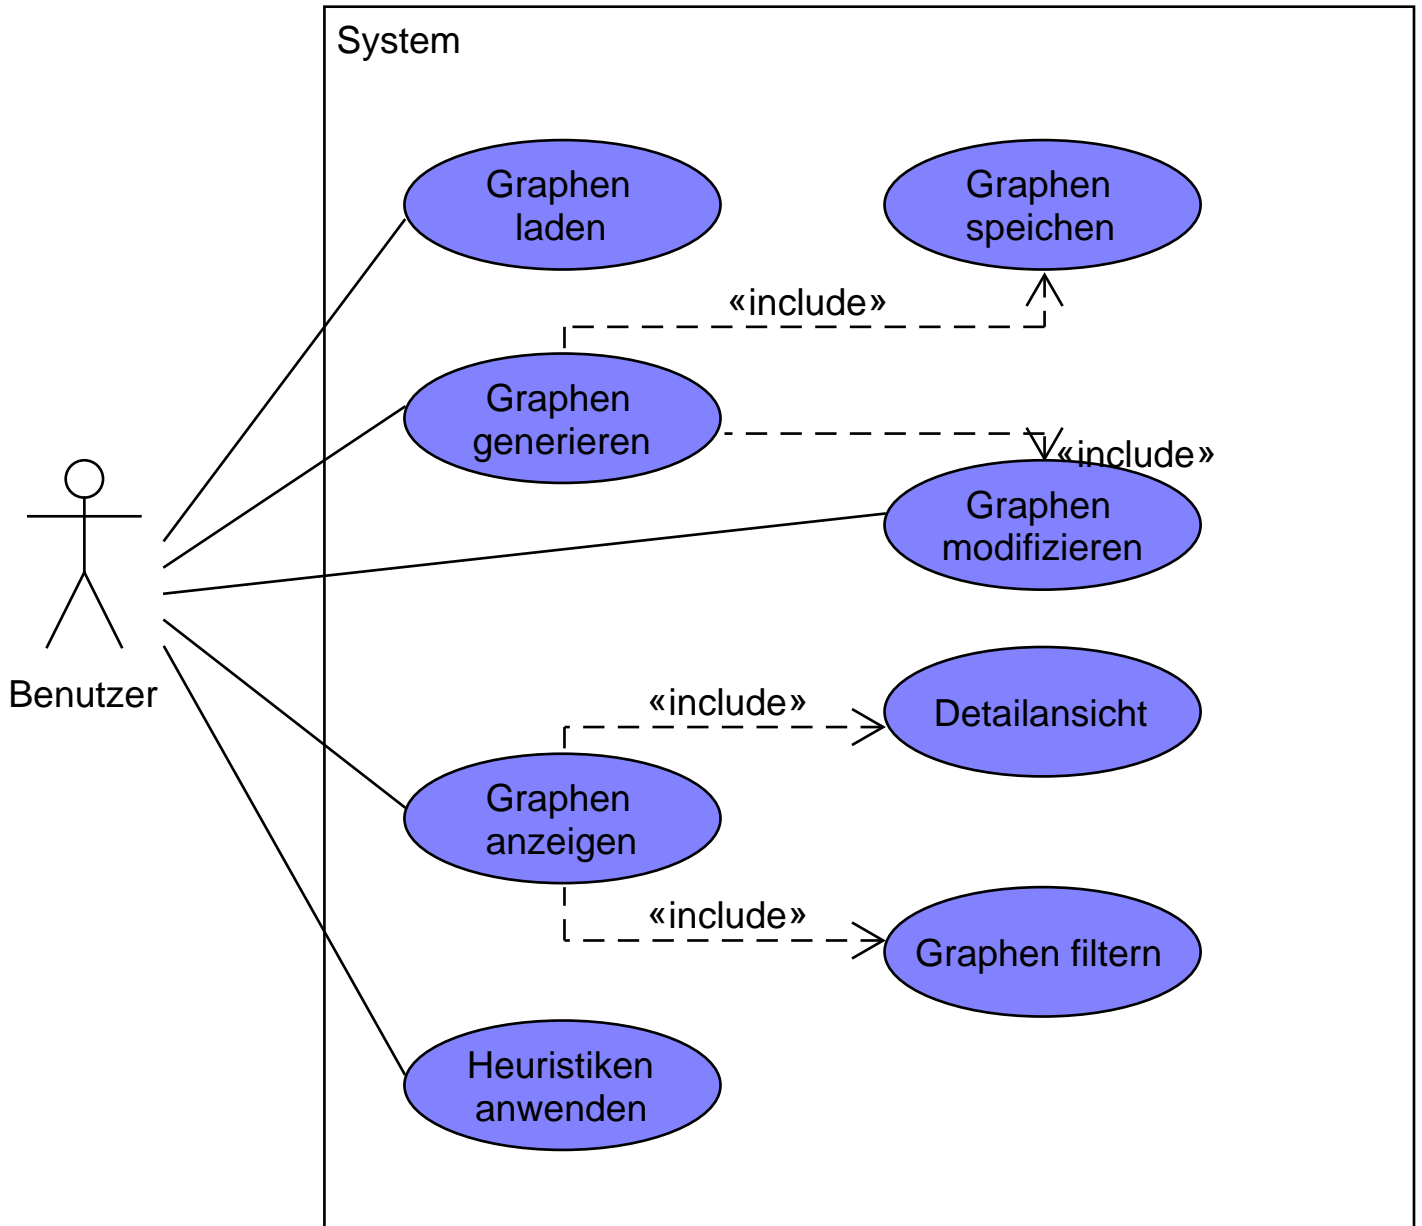 System
Graphen
laden
Graphen
speichen
«include»
Graphen
generieren
«include»
Graphen
modifizieren
Benutzer
«include»
Detailansicht
Graphen
anzeigen
«include»
Graphen filtern
Heuristiken
anwenden